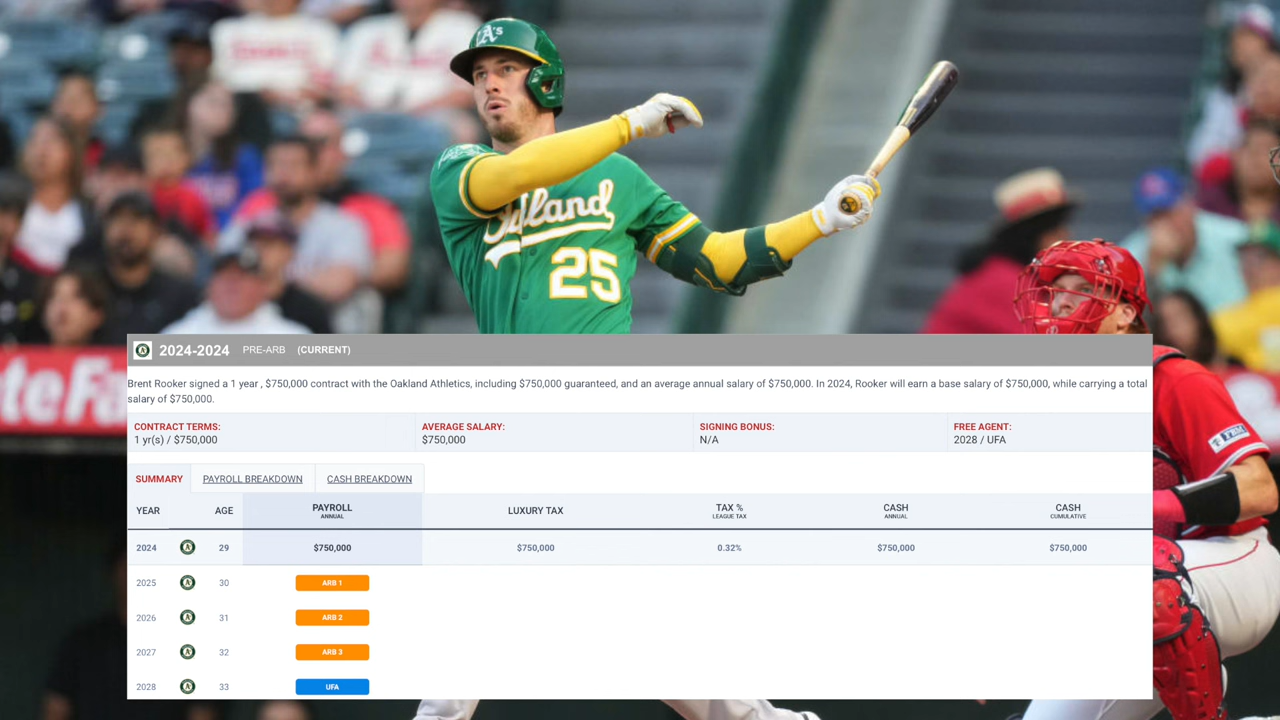 A's
Oakland
25
teFa
2024-2024 PRE-ARB (CURRENT)
Brent Rooker signed a 1 year , $750,000 contract with the Oakland Athletics, including $750,000 guaranteed, and an average annual salary of $750,000. In 2024, Rooker will earn a base salary of $750,000, while carrying a total
salary of $750,000.
CONTRACT TERMS: AVERAGE SALARY: SIGNING BONUS: FREE AGENT:
1 yr(s) / $750,000 $750,000 N/A 2028 / UFA
SUMMARY PAYROLL BREAKDOWN CASH BREAKDOWN
YEAR AGE PAYROLL LUXURY TAX TAX % CASH CASH
ANNUAL LEAGUE TAX ANNUAL CUMULATIVE
2024 29 $750,000 $750,000 0.32% $750,000 $750,000
2025 30 ARB 1
2026 31 ARB 2
2027 32 ARB 3
2028 33 UFA